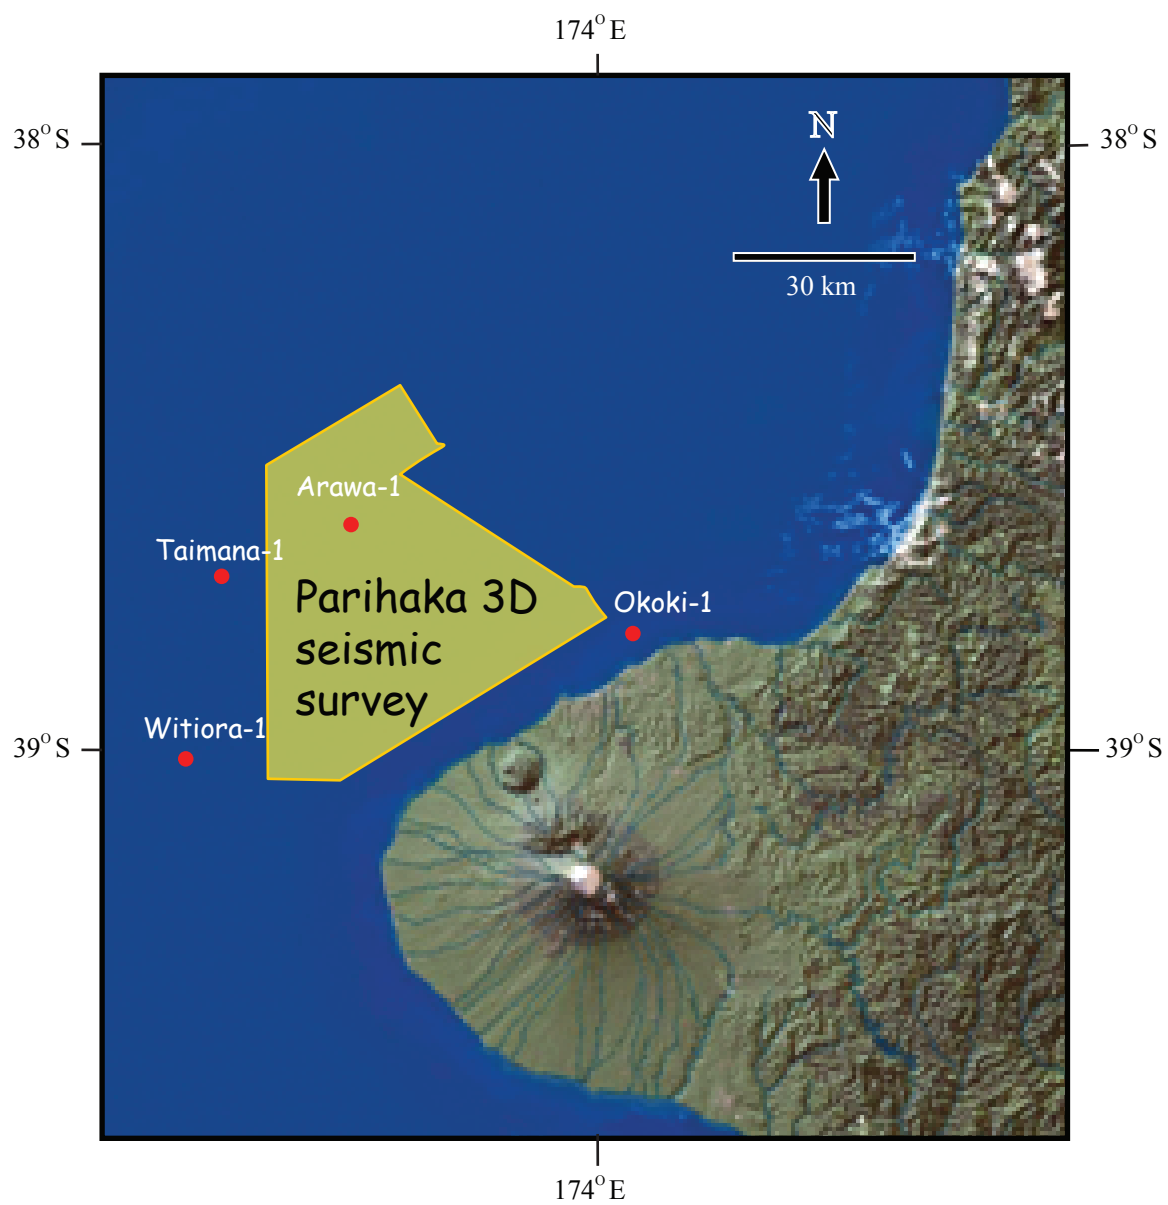 174° E
N
38° S
38° S
30 km
Arawa-1
Taimana-1
Parihaka 3D
seismic
survey
Okoki-1
Witiora-1
39° S
39° S
174° E